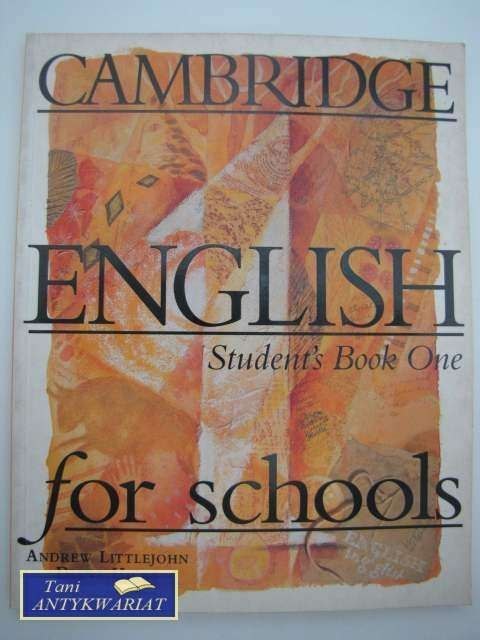 CAMBRIDGE
ENGLISH
Student's Book One
for schools
ANDREW LITTLEJOHN
Tani
ANTYKWARIAT